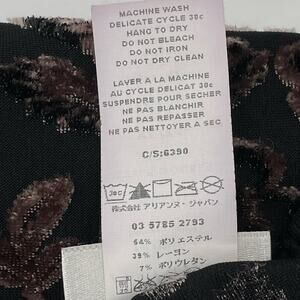 MACHINE WASH
DELICATE CYCLE 30c
HANG TO DRY
DO NOT BLEACH
DO NOT IRON
DO NOT DRY CLEAN
LAVER A LA MACHINE
AU CYCLE DELICAT 30c
SUSPENDRE POUR SECHER
NE PAS BLANCHIR
NE PAS REPASSER
NE PAS NETTOYER A SEC
C/S:6390
株式会社 アリアンヌ・ジャパン
03 5785 2793
54% ポリエステル
39% レーヨン
7% ポリウレタン